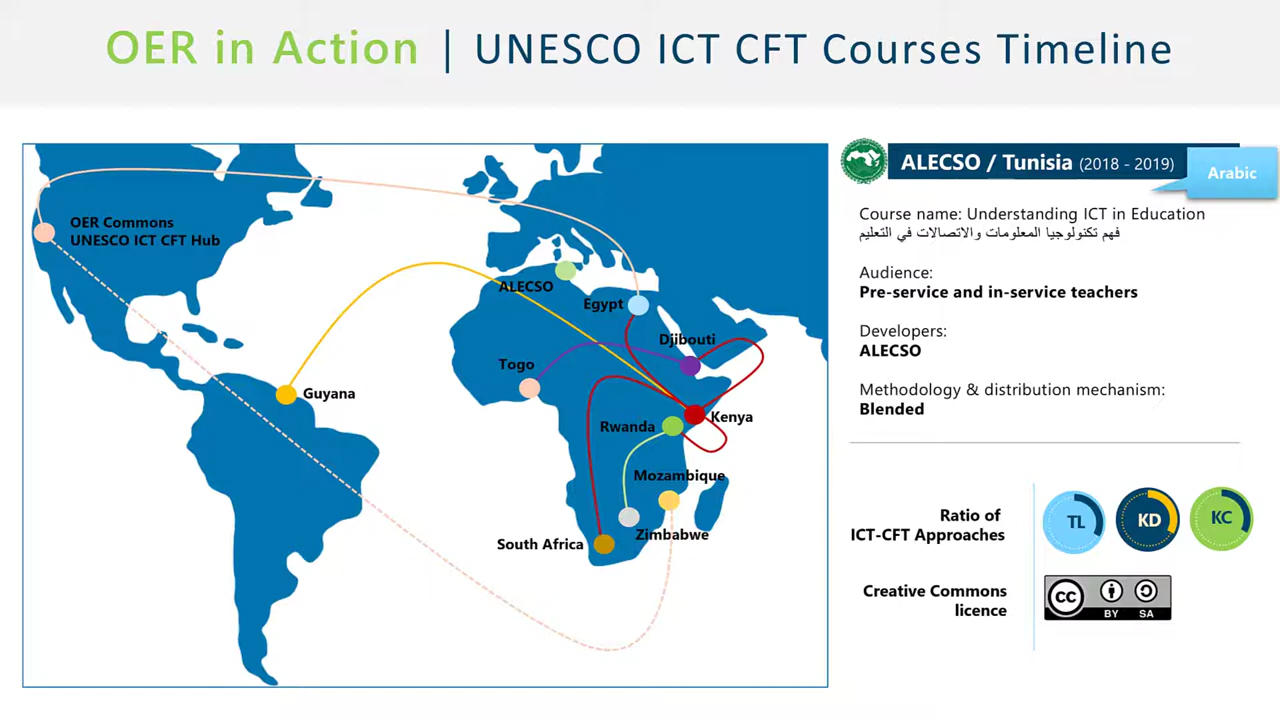 OER in Action | UNESCO ICT CFT Courses Timeline
OER Commons
UNESCO ICT CFT Hub
ALECSO
Egypt
Djibouti
Togo
Guyana
Kenya
Rwanda
Mozambique
Zimbabwe
South Africa
ALECSO / Tunisia (2018 - 2019)
Arabic
Course name: Understanding ICT in Education
فهم تكنولوجيا المعلومات والاتصالات في التعليم
Audience:
Pre-service and in-service teachers
Developers:
ALECSO
Methodology & distribution mechanism:
Blended
Ratio of
ICT-CFT Approaches
TL
KD
KC
Creative Commons
licence
CC
BY SA